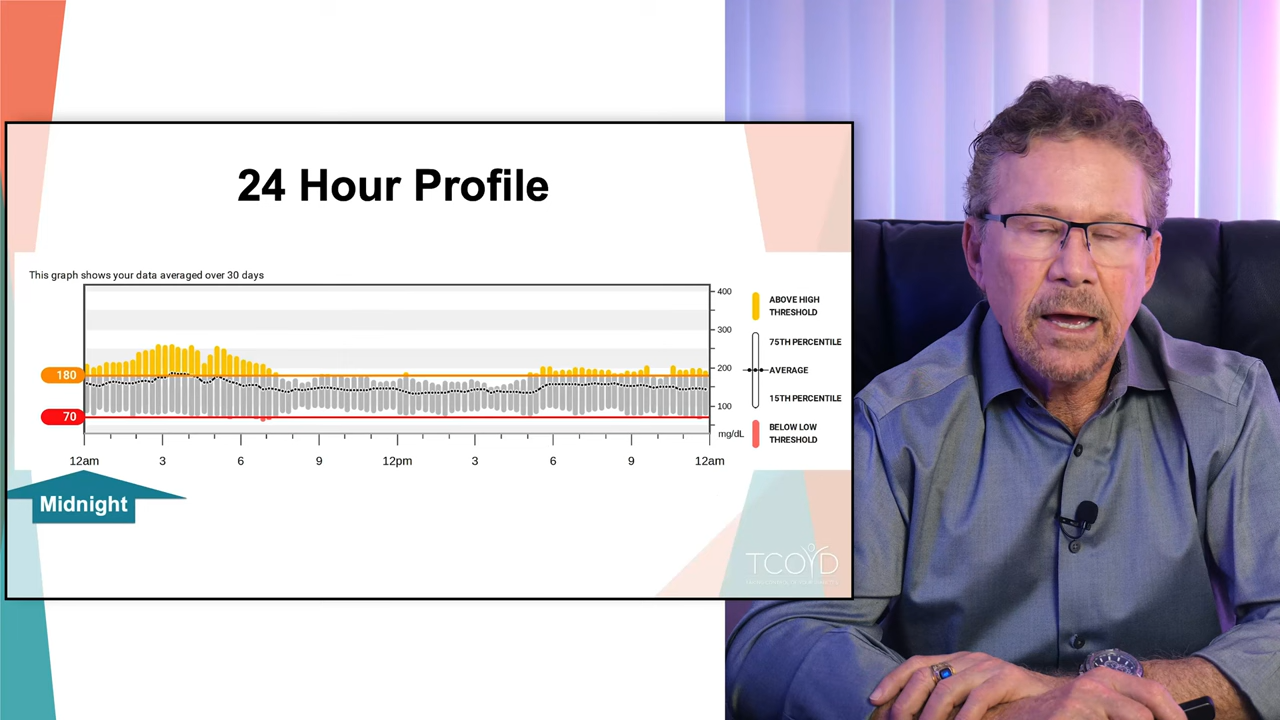 24 Hour Profile
This graph shows your data averaged over 30 days
400
300
200
100
mg/dL
180
70
12am 3 6 9 12pm 3 6 9 12am
ABOVE HIGH
THRESHOLD
75TH PERCENTILE
AVERAGE
15TH PERCENTILE
BELOW LOW
THRESHOLD
Midnight
TCOYD